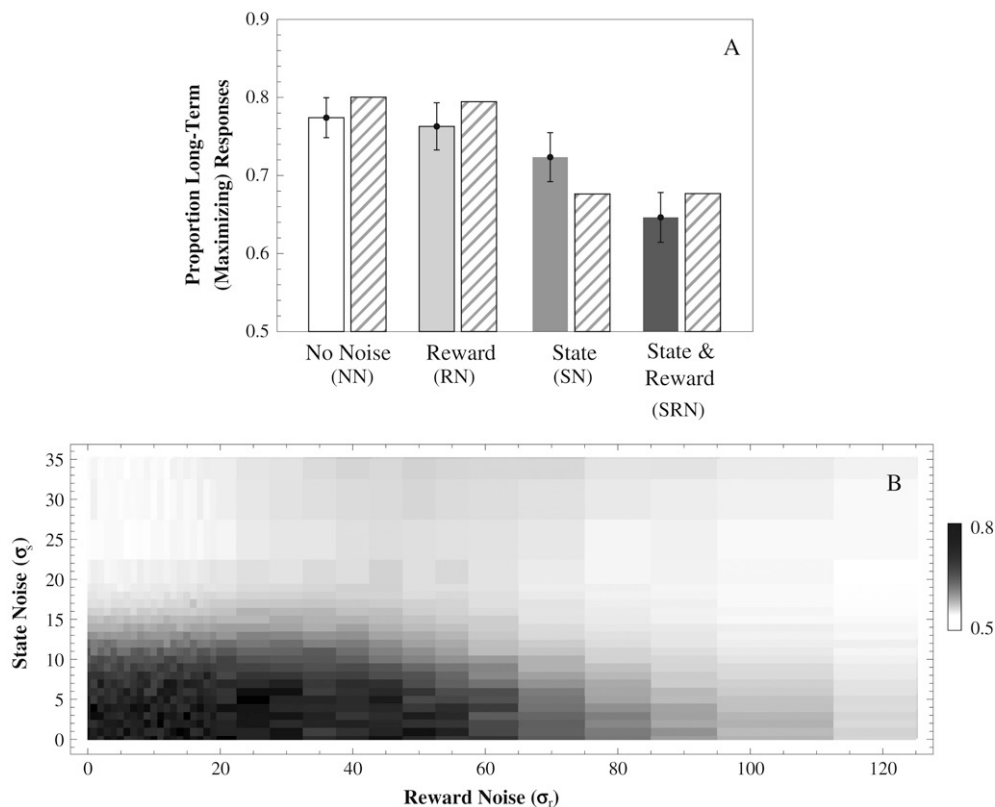 0.9
0.8
0.7
0.6
0.5
Proportion Long-Term
(Maximizing) Responses
A
No Noise
(NN)
Reward
(RN)
State
(SN)
State &
Reward
(SRN)
35
30
25
20
15
10
5
0
State Noise (σs)
B
0.8
0.5
0 20 40 60 80 100 120
Reward Noise (σr)